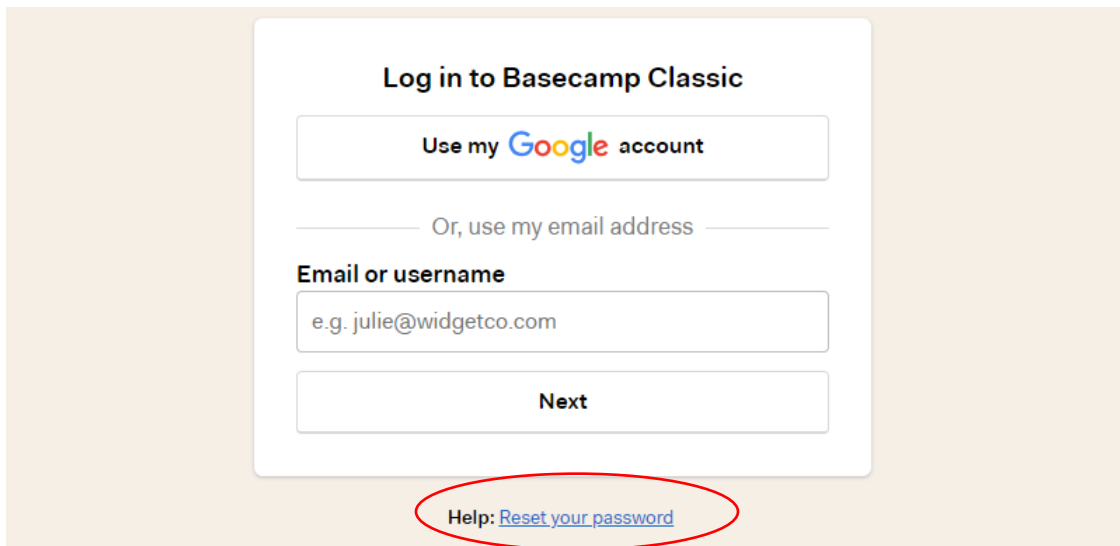 Log in to Basecamp Classic
Use my Google account
Or, use my email address
Email or username
e.g. julie@widgetco.com
Next
Help: Reset your password